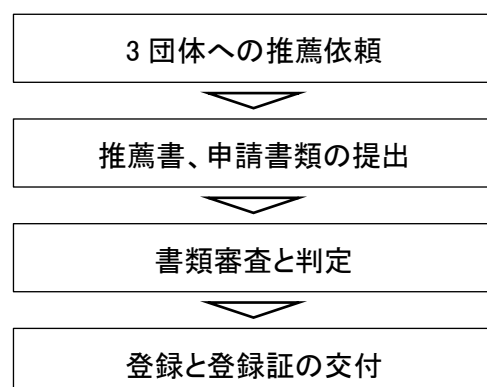 3 団体への推薦依頼
推薦書、申請書類の提出
書類審査と判定
登録と登録証の交付